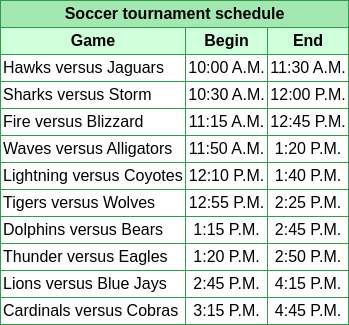 Soccer tournament schedule
Game Begin End
Hawks versus Jaguars 10:00 A.M. 11:30 A.M.
Sharks versus Storm 10:30 A.M. 12:00 P.M.
Fire versus Blizzard 11:15 A.M. 12:45 P.M.
Waves versus Alligators 11:50 A.M. 1:20 P.M.
Lightning versus Coyotes 12:10 P.M. 1:40 P.M.
Tigers versus Wolves 12:55 P.M. 2:25 P.M.
Dolphins versus Bears 1:15 P.M. 2:45 P.M.
Thunder versus Eagles 1:20 P.M. 2:50 P.M.
Lions versus Blue Jays 2:45 P.M. 4:15 P.M.
Cardinals versus Cobras 3:15 P.M. 4:45 P.M.